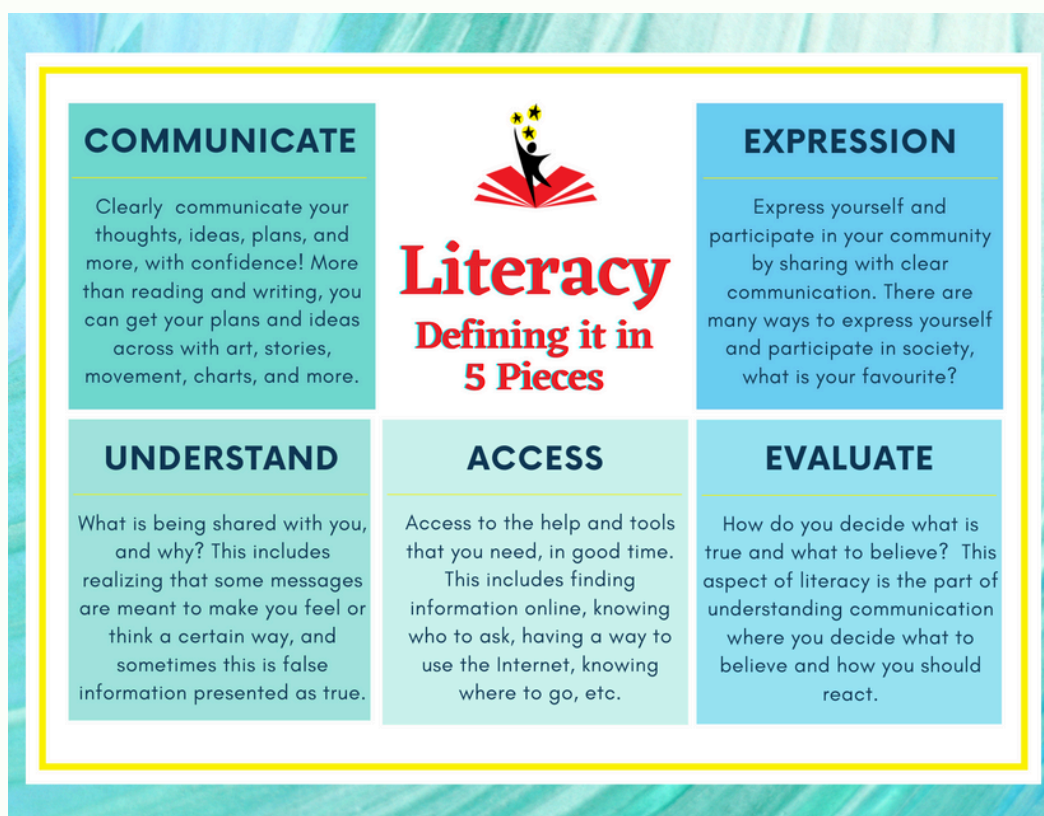 COMMUNICATE
Clearly communicate your
thoughts, ideas, plans, and
more, with confidence! More
than reading and writing, you
can get your plans and ideas
across with art, stories,
movement, charts, and more.
Literacy
Defining it in
5 Pieces
EXPRESSION
Express yourself and
participate in your community
by sharing with clear
communication. There are
many ways to express yourself
and participate in society,
what is your favourite?
UNDERSTAND
What is being shared with you,
and why? This includes
realizing that some messages
are meant to make you feel or
think a certain way, and
sometimes this is false
information presented as true.
ACCESS
Access to the help and tools
that you need, in good time.
This includes finding
information online, knowing
who to ask, having a way to
use the Internet, knowing
where to go, etc.
EVALUATE
How do you decide what is
true and what to believe? This
aspect of literacy is the part of
understanding communication
where you decide what to
believe and how you should
react.